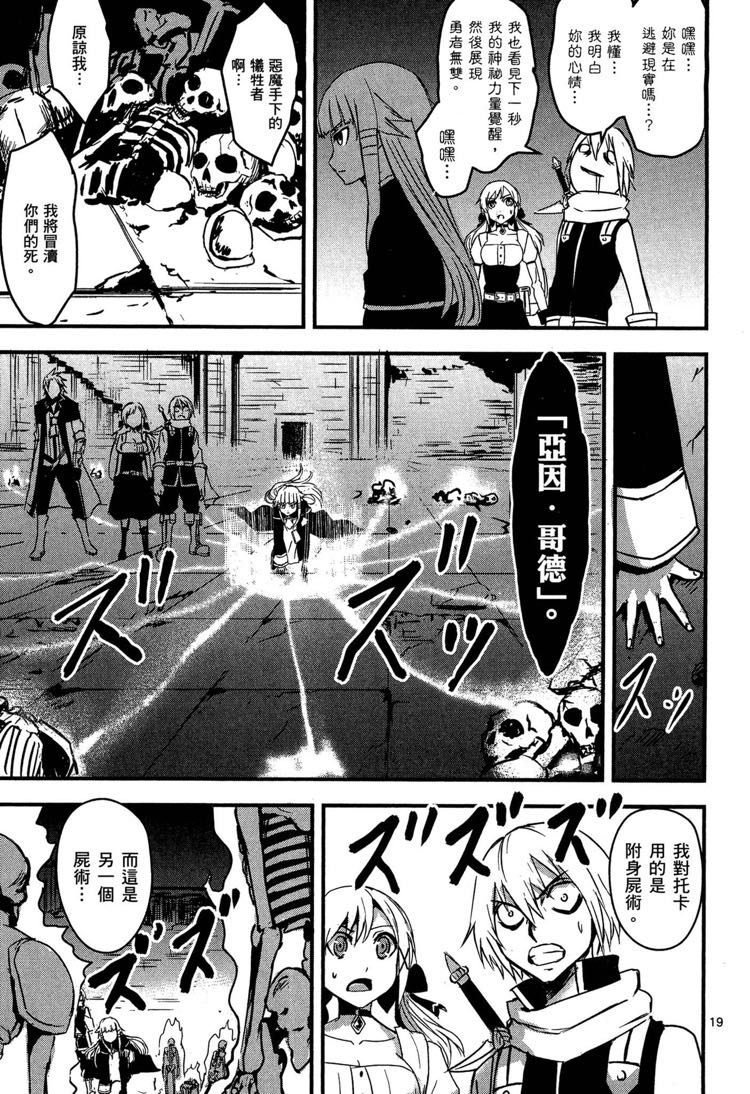 嘿嘿…
妳是在
逃避現實嗎…?
我懂…
我明白
妳的心情…
我也看見下一秒
我的神祕力量覺醒，
然後展現
勇者無雙。
嘿嘿…
惡魔手下的
犧牲者
啊…
原諒我…
我將冒瀆
你們的死。
ズッ
「亞因·哥德」。
ズッ
ズ
ズ
我對托卡
用的是
附身屍術。
ズズズ
而這是
另一個
屍術…
ズズ
19